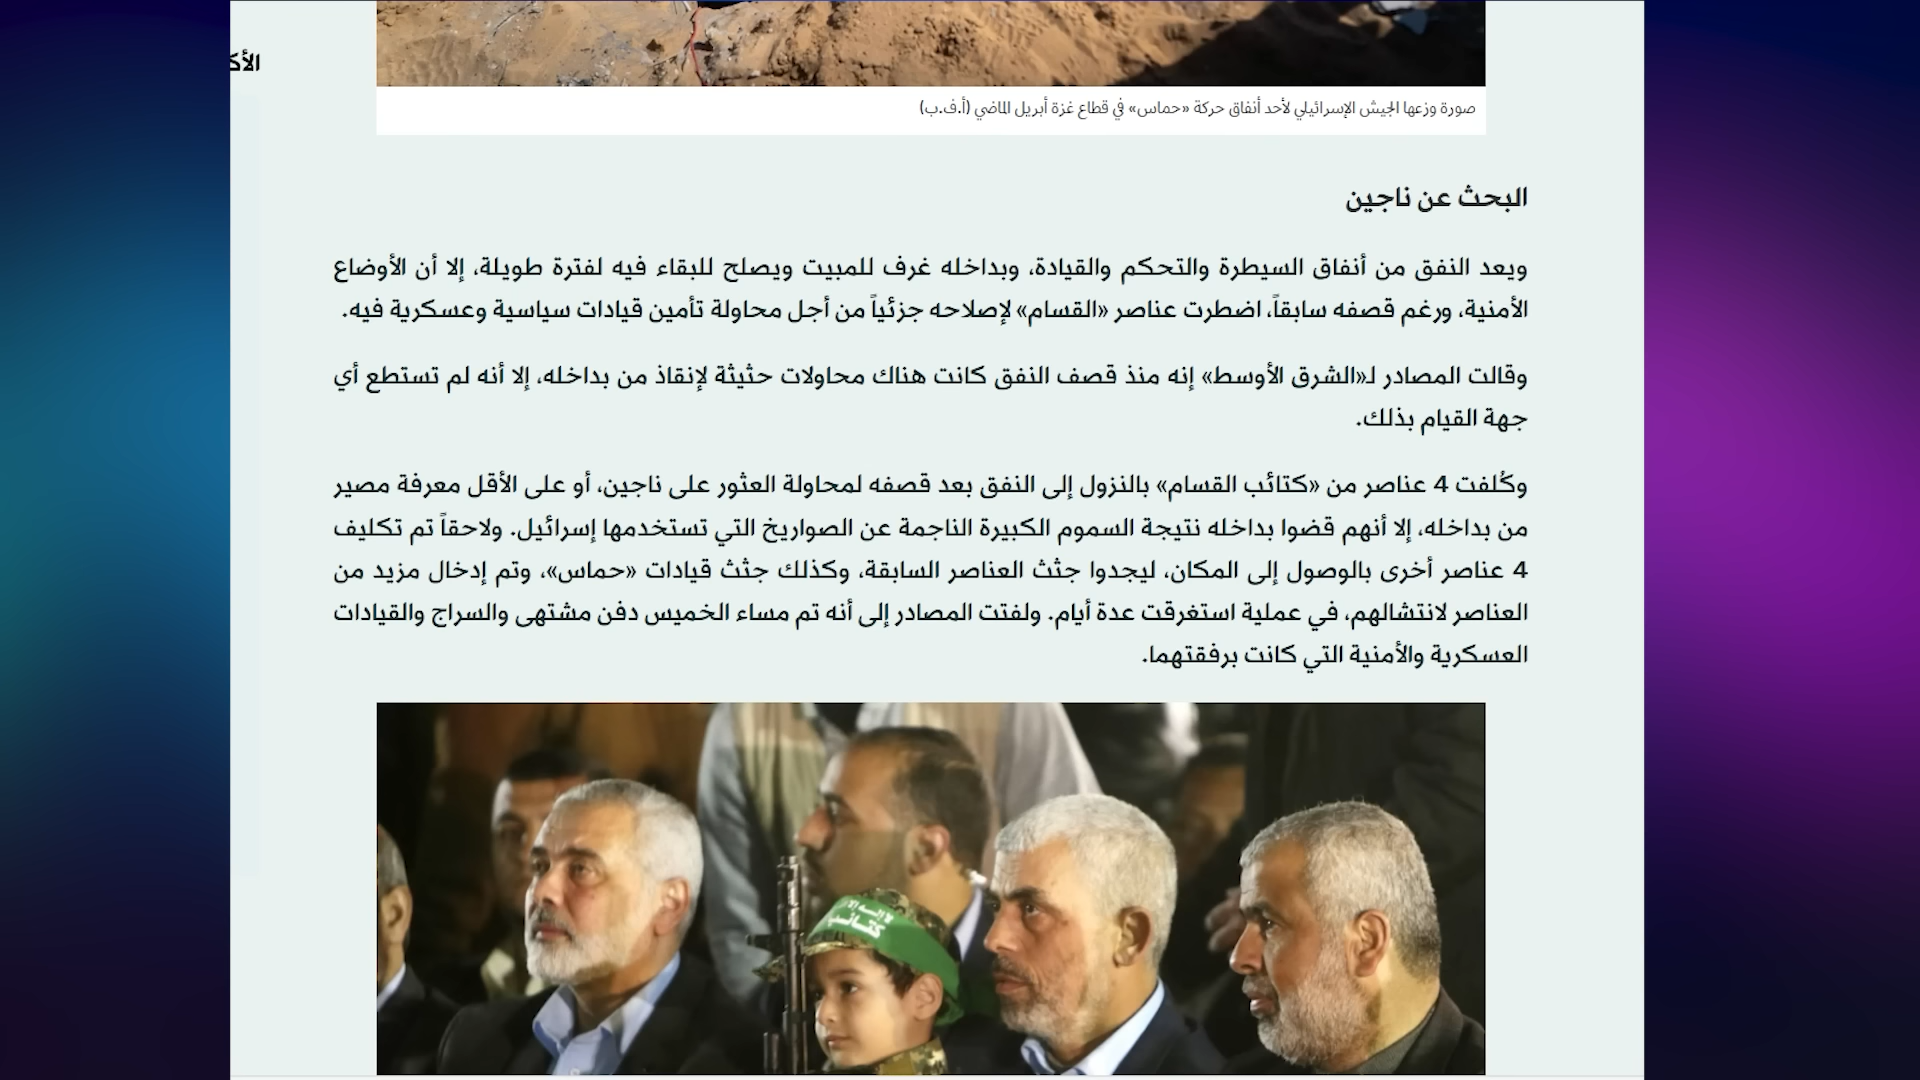 الأك
صورة وزعها الجيش الإسرائيلي لأحد أنفاق حركة «حماس» في قطاع غزة أبريل الماضي (أ.ف.ب)
البحث عن ناجين
ويعد النفق من أنفاق السيطرة والتحكم والقيادة، وبداخله غرف للمبيت ويصلح للبقاء فيه لفترة طويلة، إلا أن الأوضاع
الأمنية، ورغم قصفه سابقاً، اضطرت عناصر «القسام» لإصلاحه جزئياً من أجل محاولة تأمين قيادات سياسية وعسكرية فيه.
وقالت المصادر لـ«الشرق الأوسط» إنه منذ قصف النفق كانت هناك محاولات حثيثة لإنقاذ من بداخله، إلا أنه لم تستطع أي
جهة القيام بذلك.
وكُلفت 4 عناصر من «كتائب القسام» بالنزول إلى النفق بعد قصفه لمحاولة العثور على ناجين، أو على الأقل معرفة مصير
من بداخله، إلا أنهم قضوا بداخله نتيجة السموم الكبيرة الناجمة عن الصواريخ التي تستخدمها إسرائيل. ولاحقاً تم تكليف
4 عناصر أخرى بالوصول إلى المكان، ليجدوا جثث العناصر السابقة، وكذلك جثث قيادات «حماس»، وتم إدخال مزيد من
العناصر لانتشالهم، في عملية استغرقت عدة أيام. ولفتت المصادر إلى أنه تم مساء الخميس دفن مشتهى والسراج والقيادات
العسكرية والأمنية التي كانت برفقتهما.
كتائب